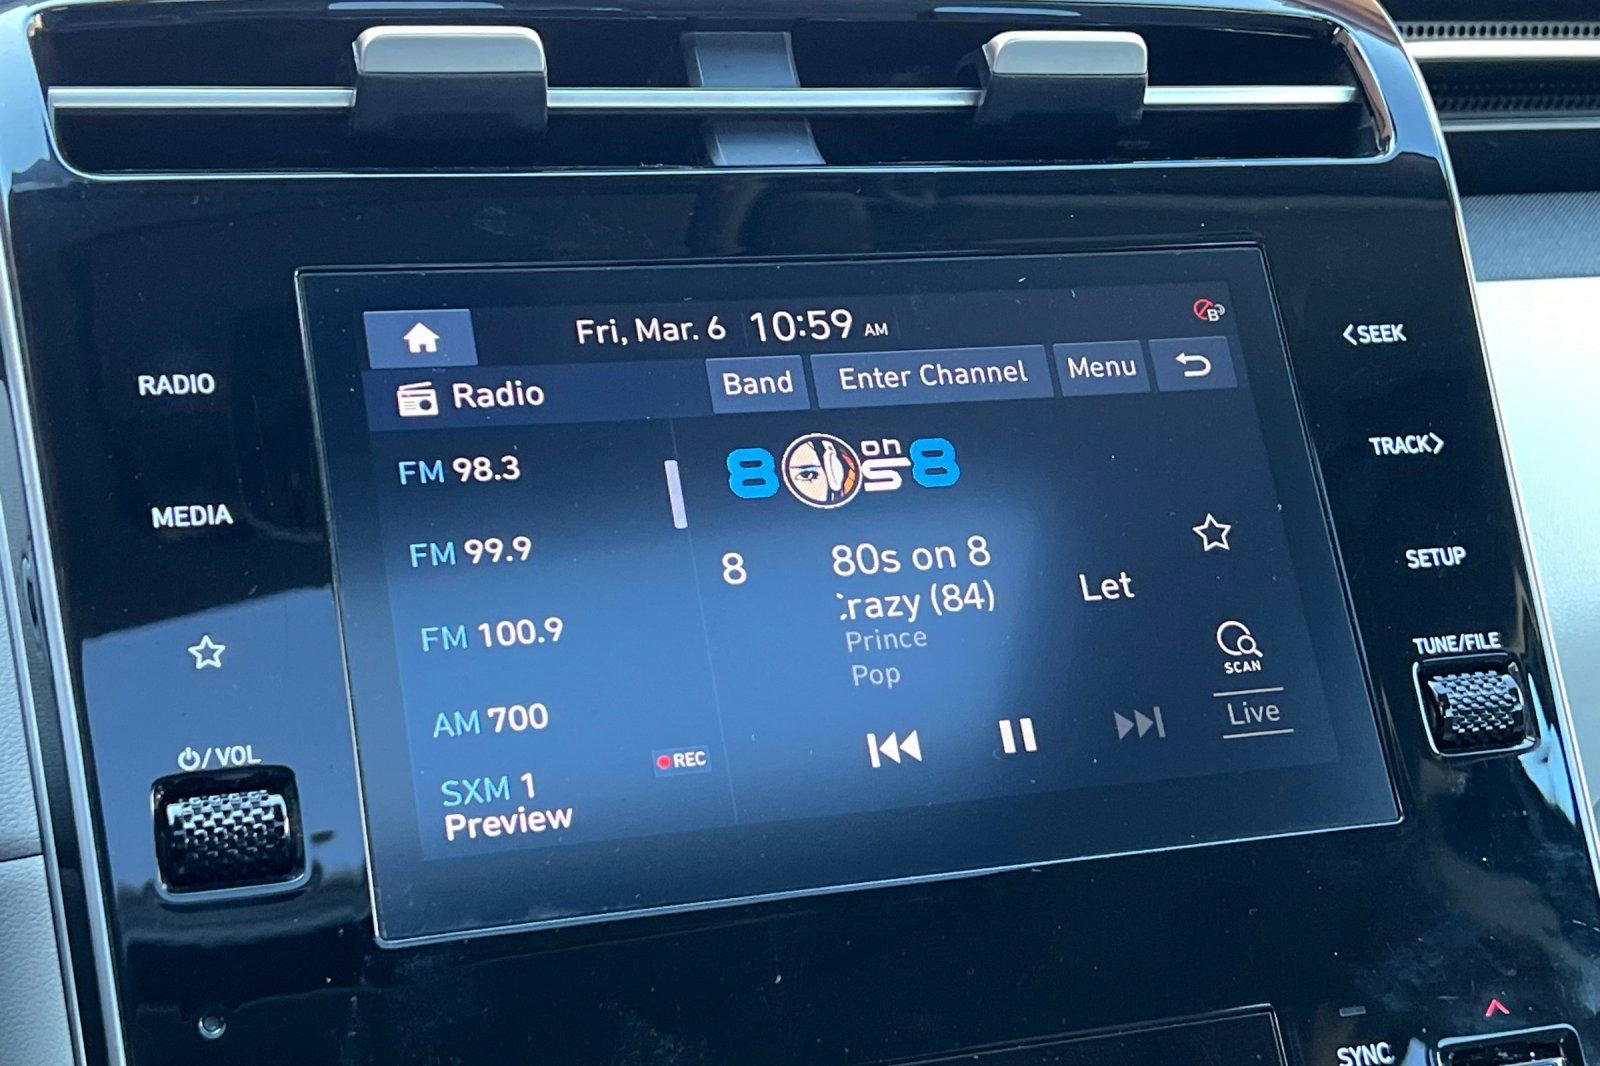 Fri, Mar. 6 10:59 AM
B
Radio
Band
Enter Channel
Menu
FM 98.3
FM 99.9
FM 100.9
AM 700
SXM 1
Preview
REC
80 on s 8
8
80s on 8
razy (84)
Let
Prince
Pop
SCAN
Live
RADIO
MEDIA
/ VOL
<SEEK
TRACK>
SETUP
TUNE/FILE
SYNC